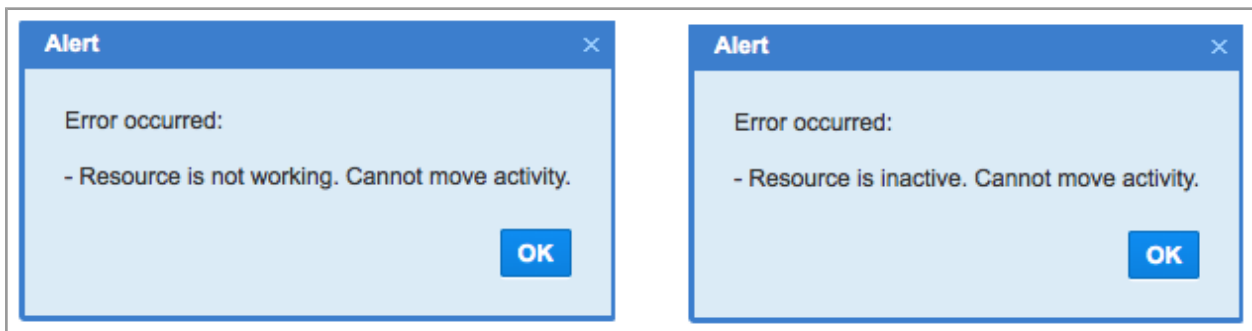 Alert ×
Error occurred:
- Resource is not working. Cannot move activity.
OK
Alert ×
Error occurred:
- Resource is inactive. Cannot move activity.
OK